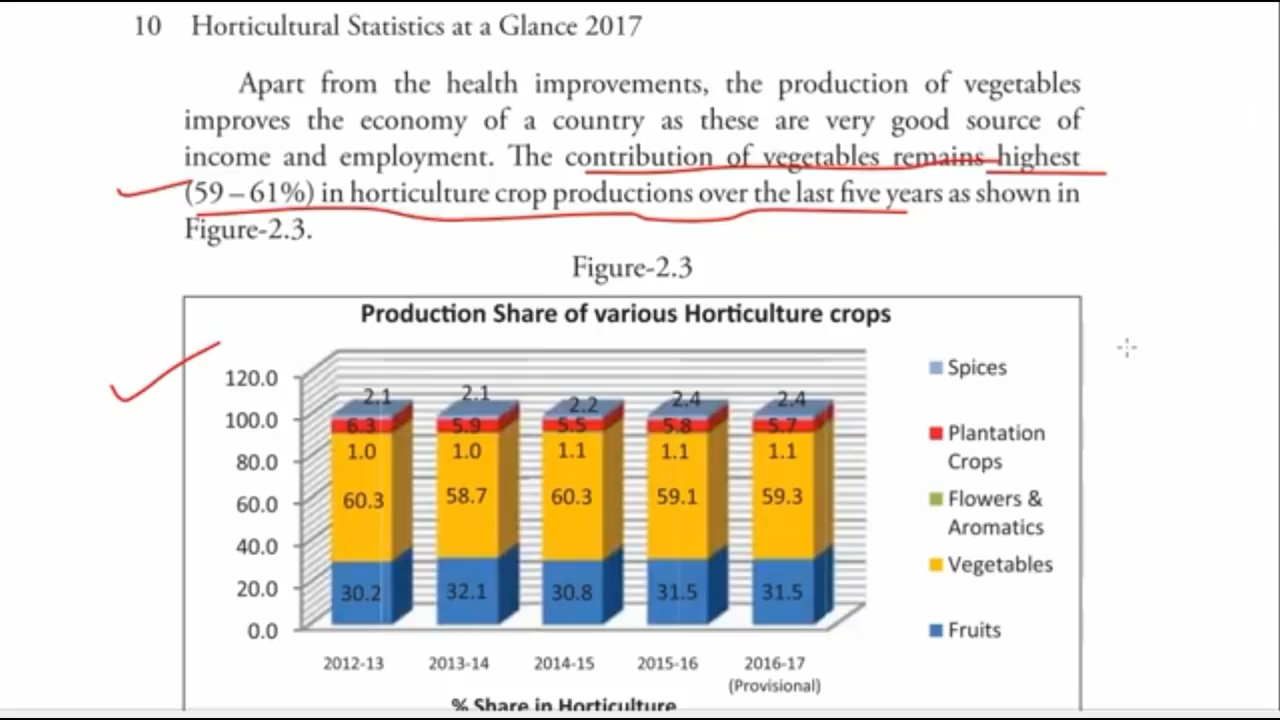 10 Horticultural Statistics at a Glance 2017
Apart from the health improvements, the production of vegetables
improves the economy of a country as these are very good source of
income and employment. The contribution of vegetables remains highest
(59 – 61%) in horticulture crop productions over the last five years as shown in
Figure-2.3.
Figure-2.3
Production Share of various Horticulture crops
120.0
100.0
80.0
60.0
40.0
20.0
0.0
2.1 2.1 2.2 2.4 2.4
6.3 5.9 5.5 5.8 5.7
1.0 1.0 1.1 1.1 1.1
60.3 58.7 60.3 59.1 59.3
30.2 32.1 30.8 31.5 31.5
2012-13 2013-14 2014-15 2015-16 2016-17
(Provisional)
Spices
Plantation
Crops
Flowers &
Aromatics
Vegetables
Fruits
% Share in Horticulture